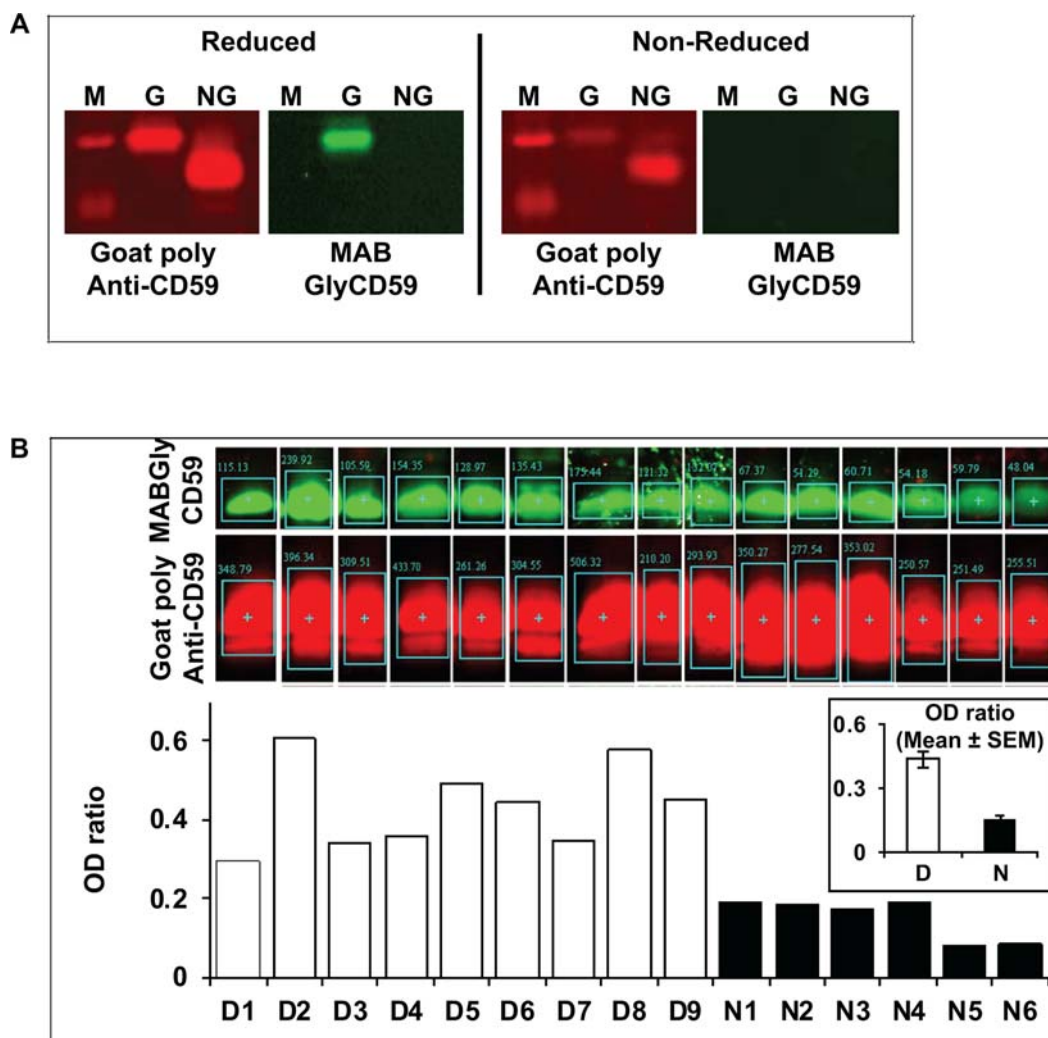 A
Reduced
Non-Reduced
M G NG
M G NG
M G NG
M G NG
Goat poly
Anti-CD59
MAB
GlyCD59
Goat poly
Anti-CD59
MAB
GlyCD59
B
MABGly
CD59
115.13 239.92 105.59 154.35 128.97 135.43 175.44 121.32 132.07 67.37 51.29 60.71 54.18 59.79 48.04
Goat poly
Anti-CD59
348.79 396.34 309.51 433.70 261.26 304.55 506.32 210.20 293.93 350.27 277.54 353.02 250.57 251.49 255.51
OD ratio
0.6
0.4
0.2
0
OD ratio
(Mean ± SEM)
0.6
0.3
0
D N
D1 D2 D3 D4 D5 D6 D7 D8 D9 N1 N2 N3 N4 N5 N6